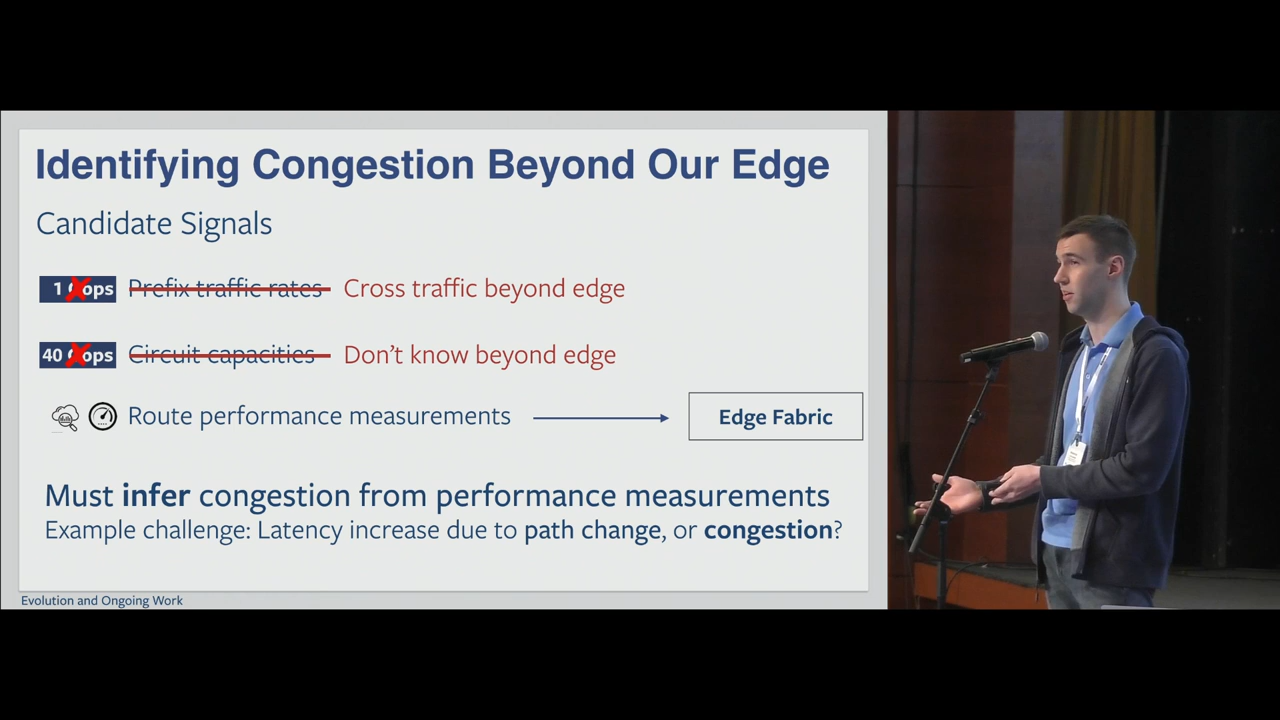 Identifying Congestion Beyond Our Edge
Candidate Signals
Prefix traffic rates Cross traffic beyond edge
Circuit capacities Don't know beyond edge
Route performance measurements Edge Fabric
Must infer congestion from performance measurements
Example challenge: Latency increase due to path change, or congestion?
Evolution and Ongoing Work